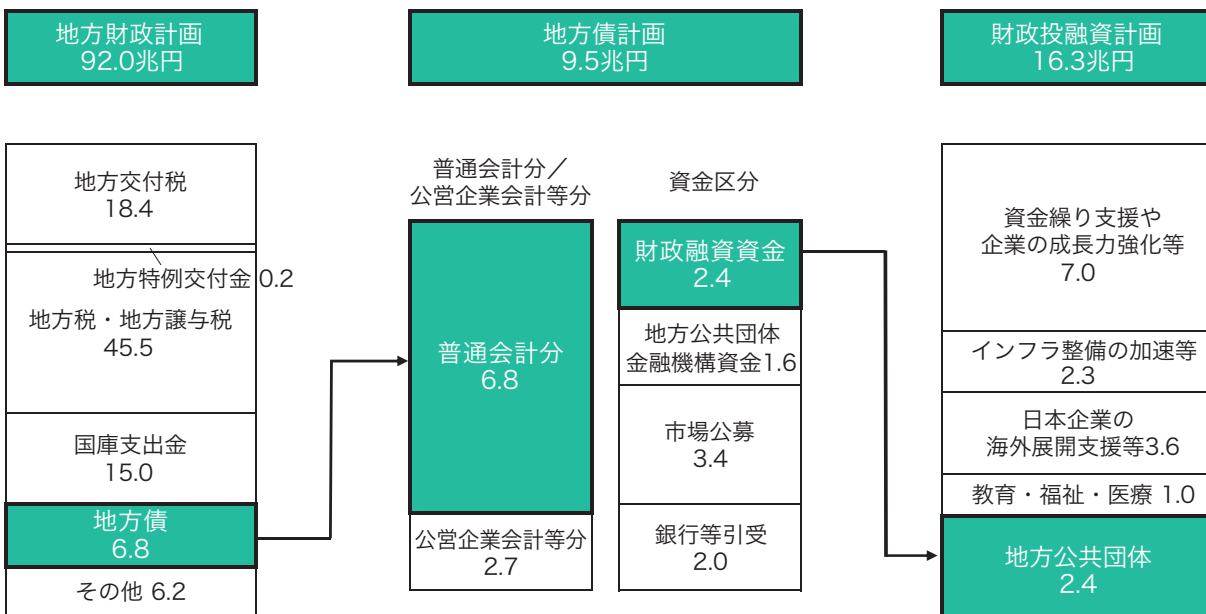 地方財政計画
92.0兆円
地方債計画
9.5兆円
財政投融資計画
16.3兆円
地方交付税
18.4
地方特例交付金 0.2
地方税・地方譲与税
45.5
国庫支出金
15.0
地方債
6.8
その他 6.2
普通会計分／
公営企業会計等分
普通会計分
6.8
公営企業会計等分
2.7
資金区分
財政融資資金
2.4
地方公共団体
金融機構資金1.6
市場公募
3.4
銀行等引受
2.0
資金繰り支援や
企業の成長力強化等
7.0
インフラ整備の加速等
2.3
日本企業の
海外展開支援等3.6
教育・福祉・医療 1.0
地方公共団体
2.4